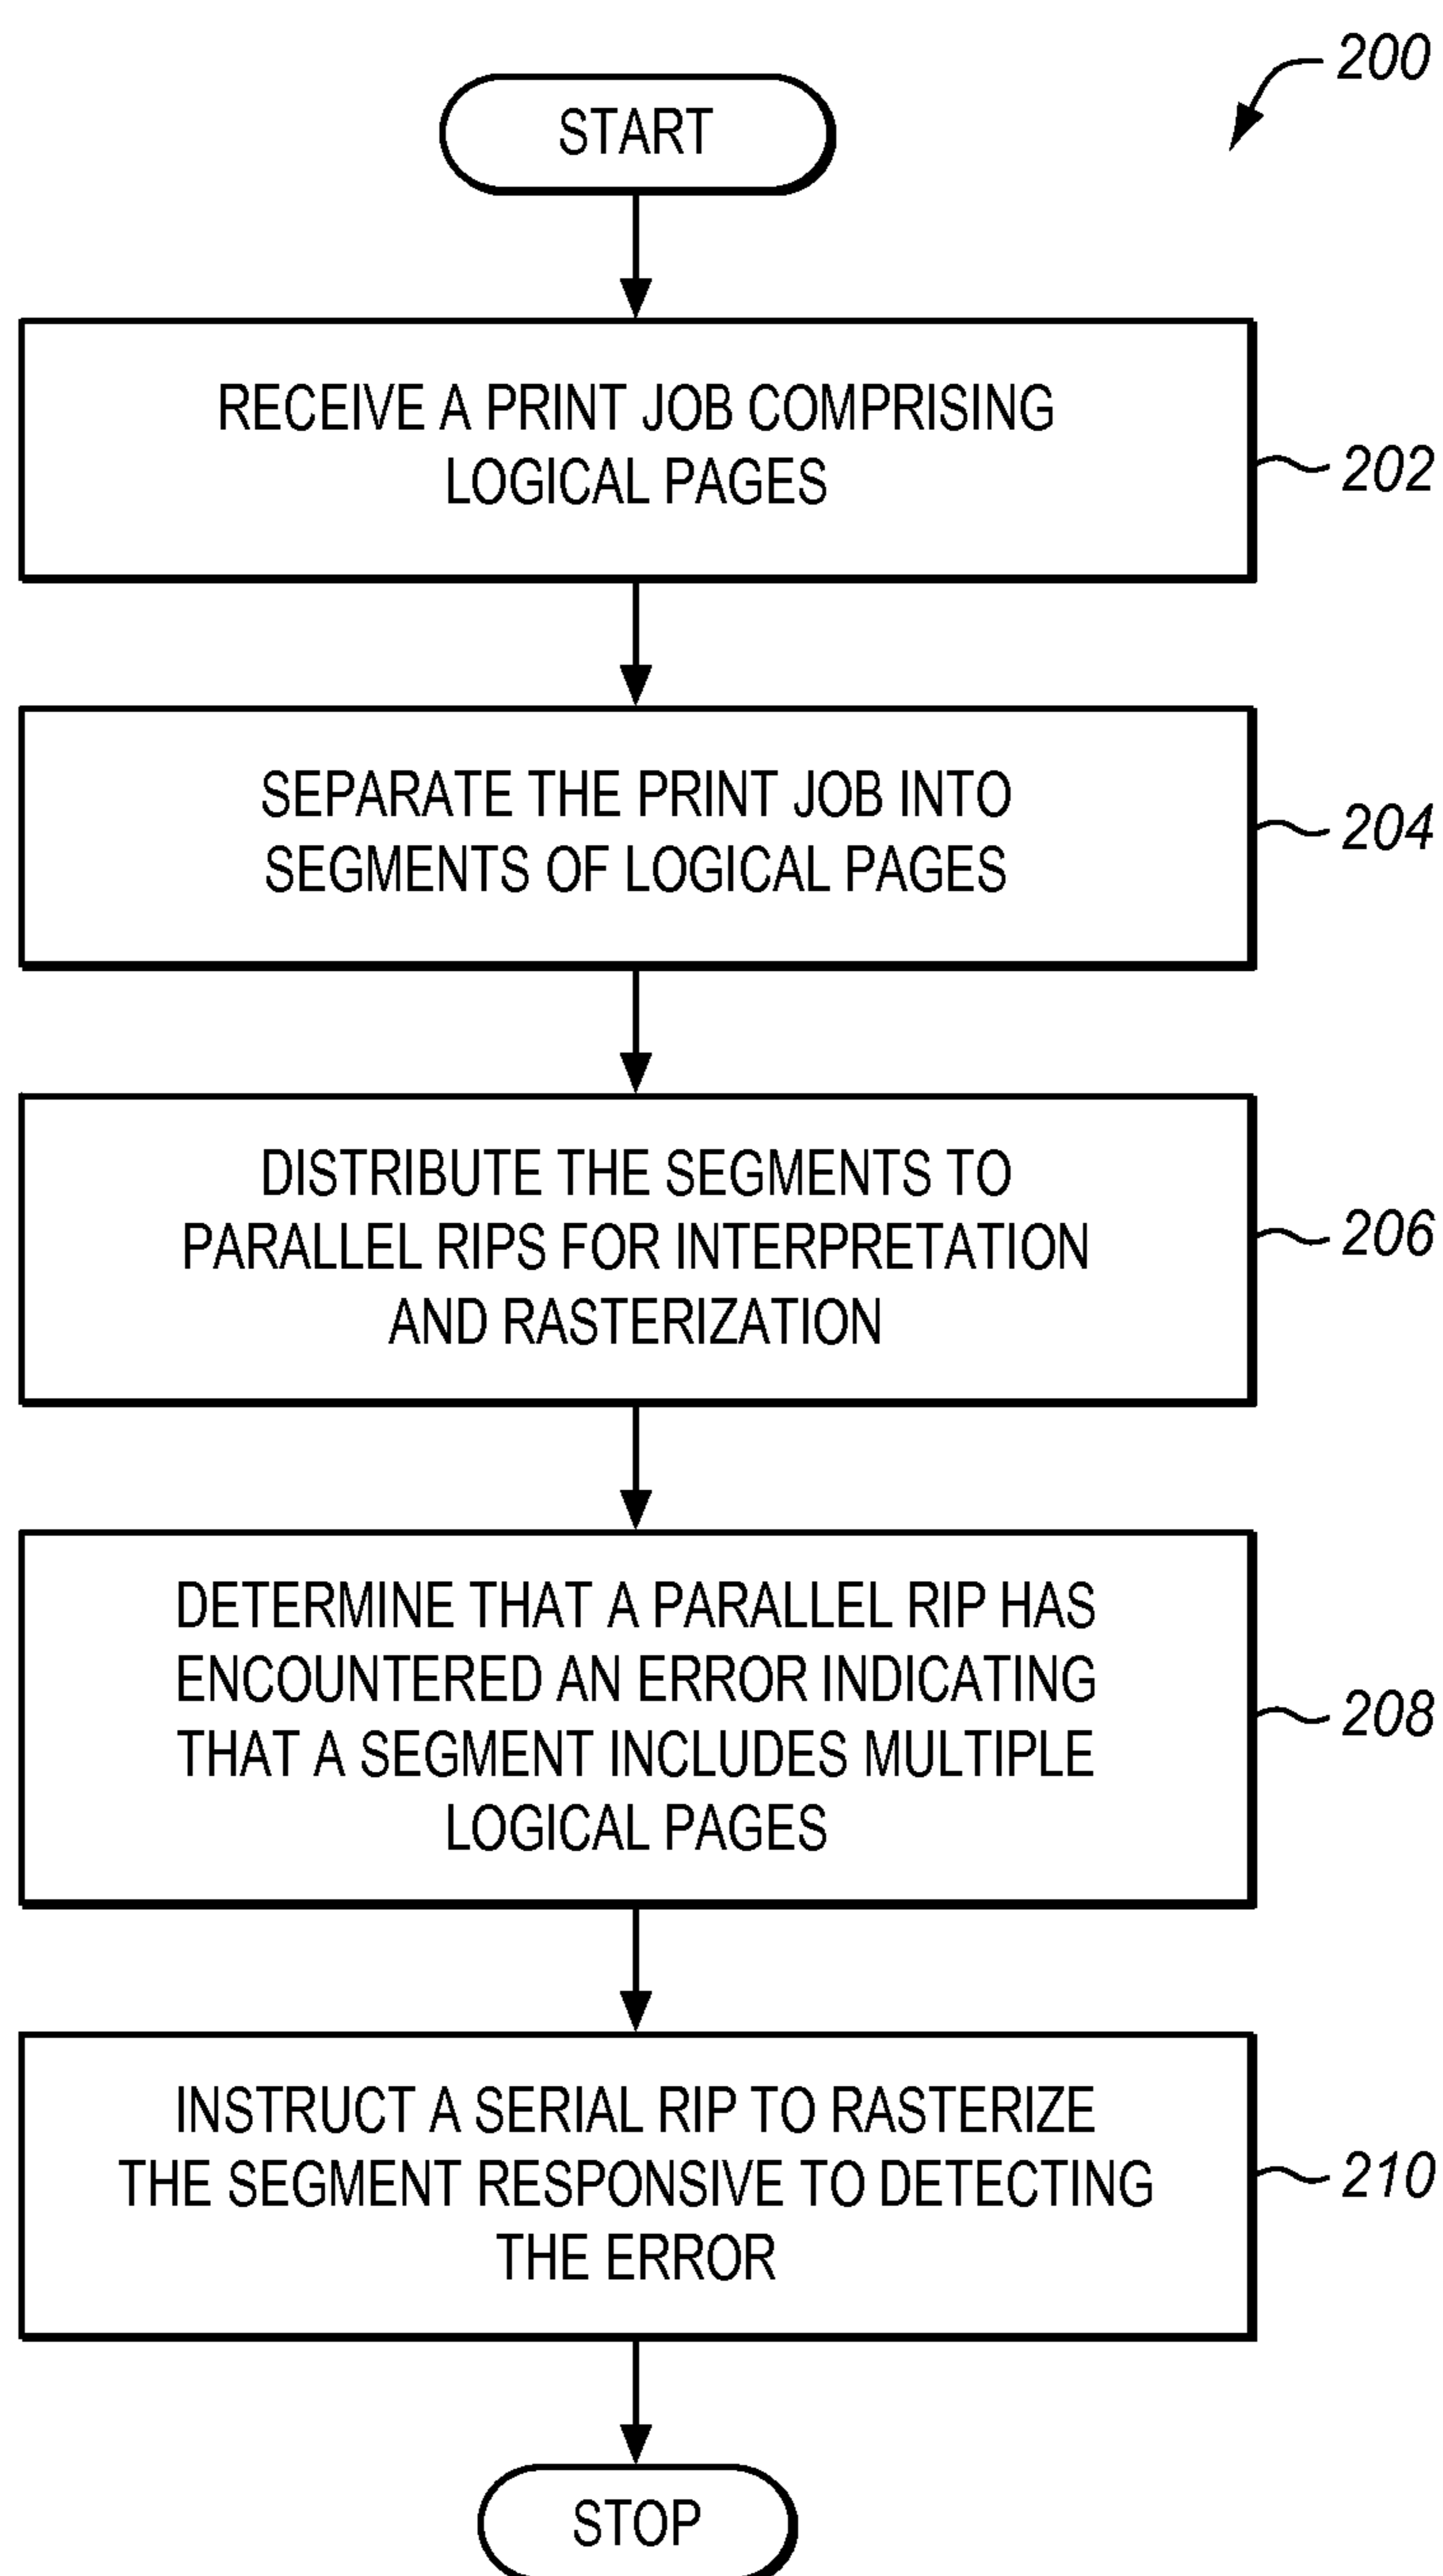 200
START
RECEIVE A PRINT JOB COMPRISING
LOGICAL PAGES
202
SEPARATE THE PRINT JOB INTO
SEGMENTS OF LOGICAL PAGES
204
DISTRIBUTE THE SEGMENTS TO
PARALLEL RIPS FOR INTERPRETATION
AND RASTERIZATION
206
DETERMINE THAT A PARALLEL RIP HAS
ENCOUNTERED AN ERROR INDICATING
THAT A SEGMENT INCLUDES MULTIPLE
LOGICAL PAGES
208
INSTRUCT A SERIAL RIP TO RASTERIZE
THE SEGMENT RESPONSIVE TO DETECTING
THE ERROR
210
STOP